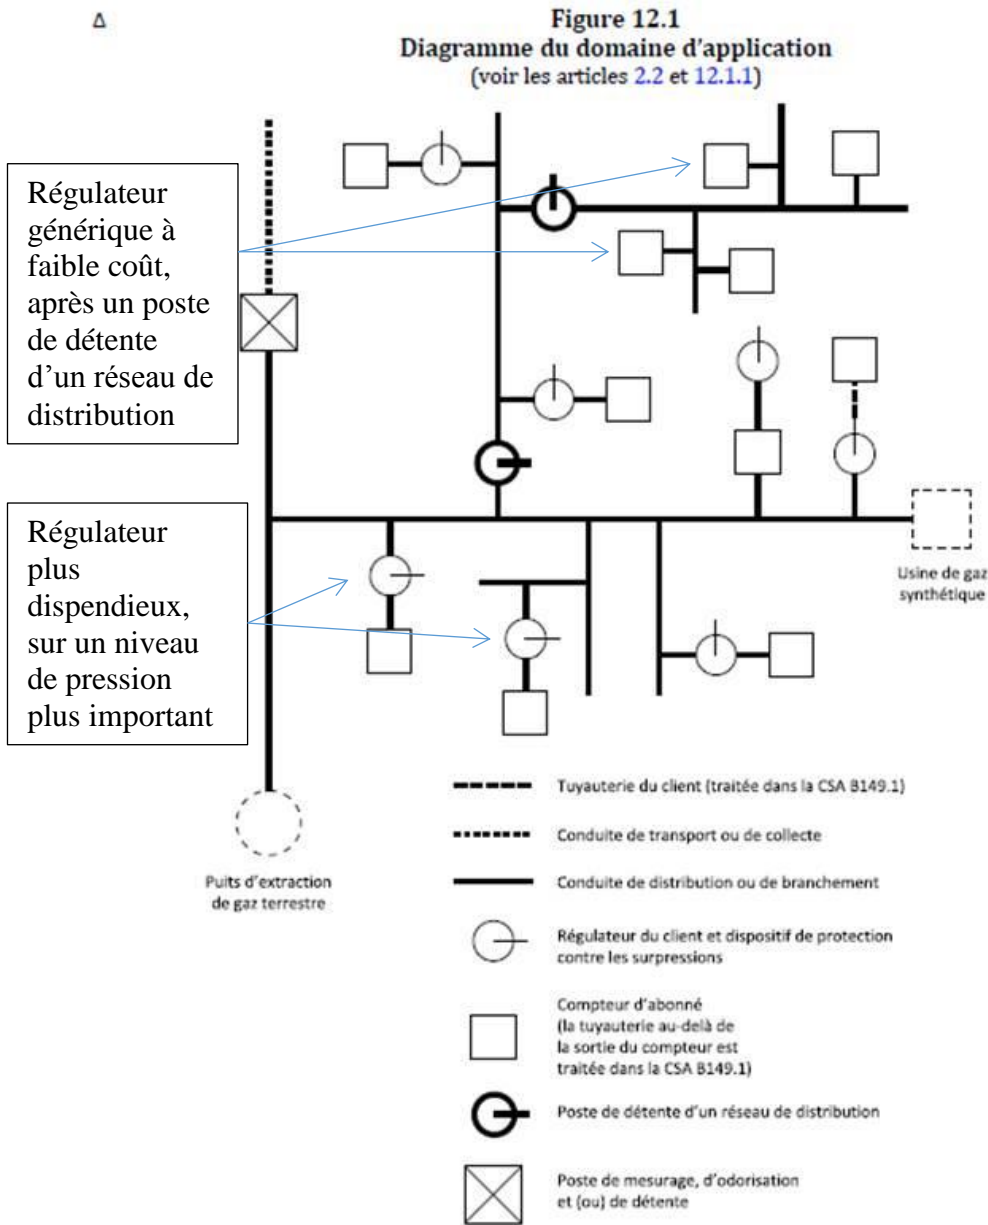 Δ
Figure 12.1
Diagramme du domaine d'application
(voir les articles 2.2 et 12.1.1)
Régulateur
générique à
faible coût,
après un poste
de détente
d'un réseau de
distribution
Régulateur
plus
dispendieux,
sur un niveau
de pression
plus important
Usine de gaz
synthétique
Puits d'extraction
de gaz terrestre
Tuyauterie du client (traitée dans la CSA B149.1)
Conduite de transport ou de collecte
Conduite de distribution ou de branchement
Régulateur du client et dispositif de protection
contre les surpressions
Compteur d'abonné
(la tuyauterie au-delà de
la sortie du compteur est
traitée dans la CSA B149.1)
Poste de détente d'un réseau de distribution
Poste de mesurage, d'odorisation
et (ou) de détente